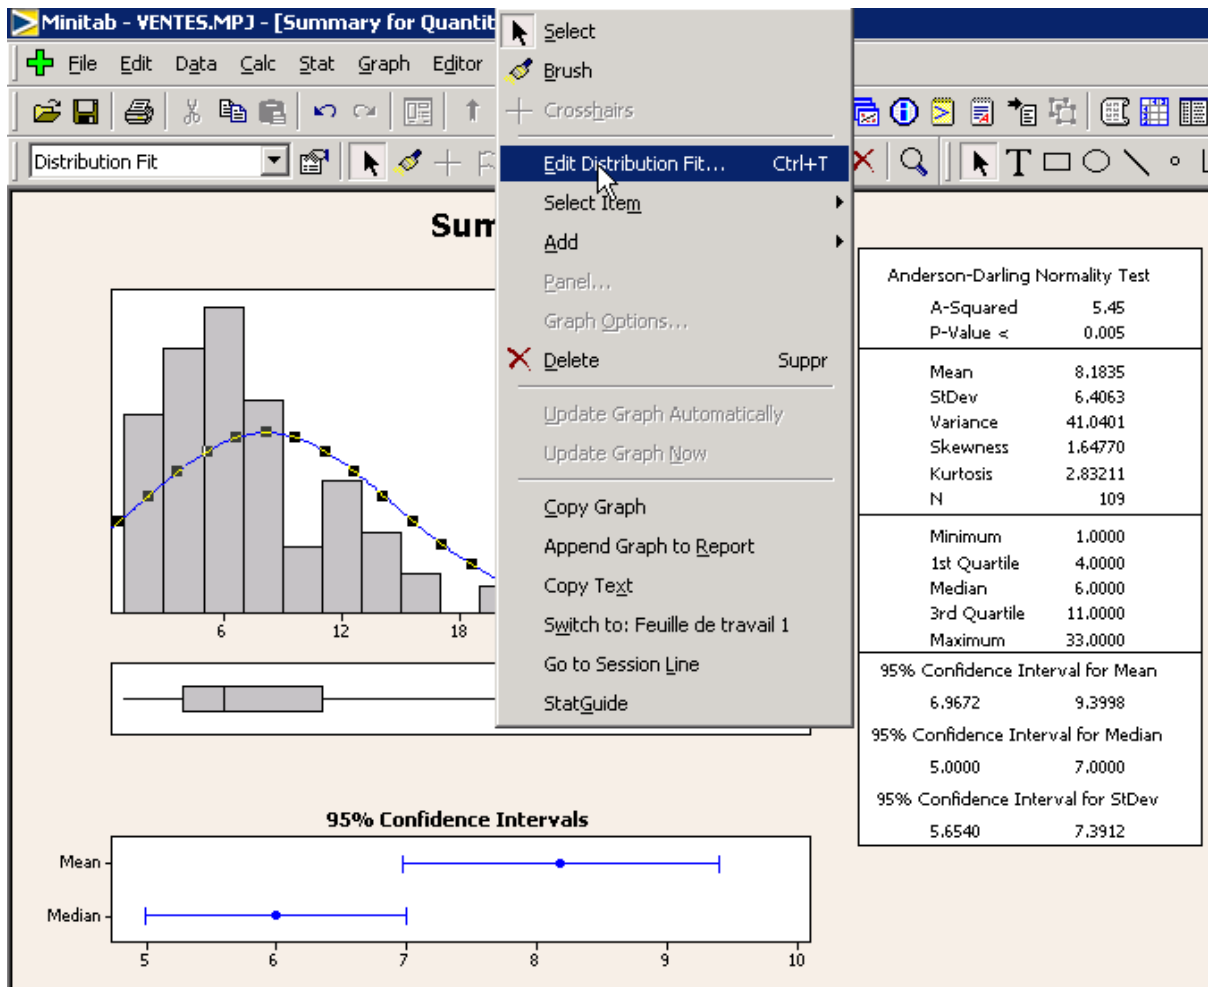 Minitab - VENTES.MPJ - [Summary for Quantit
File Edit Data Calc Stat Graph Editor
Distribution Fit
Select
Brush
Crosshairs
Edit Distribution Fit... Ctrl+T
Select Item
Add
Panel...
Graph Options...
Delete Suppr
Update Graph Automatically
Update Graph Now
Copy Graph
Append Graph to Report
Copy Text
Switch to: Feuille de travail 1
Go to Session Line
StatGuide
6 12 18
95% Confidence Intervals
Mean
Median
5 6 7 8 9 10
Anderson-Darling Normality Test
A-Squared 5.45
P-Value < 0.005
Mean 8.1835
StDev 6.4063
Variance 41.0401
Skewness 1.64770
Kurtosis 2.83211
N 109
Minimum 1.0000
1st Quartile 4.0000
Median 6.0000
3rd Quartile 11.0000
Maximum 33.0000
95% Confidence Interval for Mean
6.9672 9.3998
95% Confidence Interval for Median
5.0000 7.0000
95% Confidence Interval for StDev
5.6540 7.3912